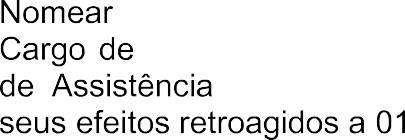 Nomear
Cargo de
de Assistência
seus efeitos retroagidos a 01